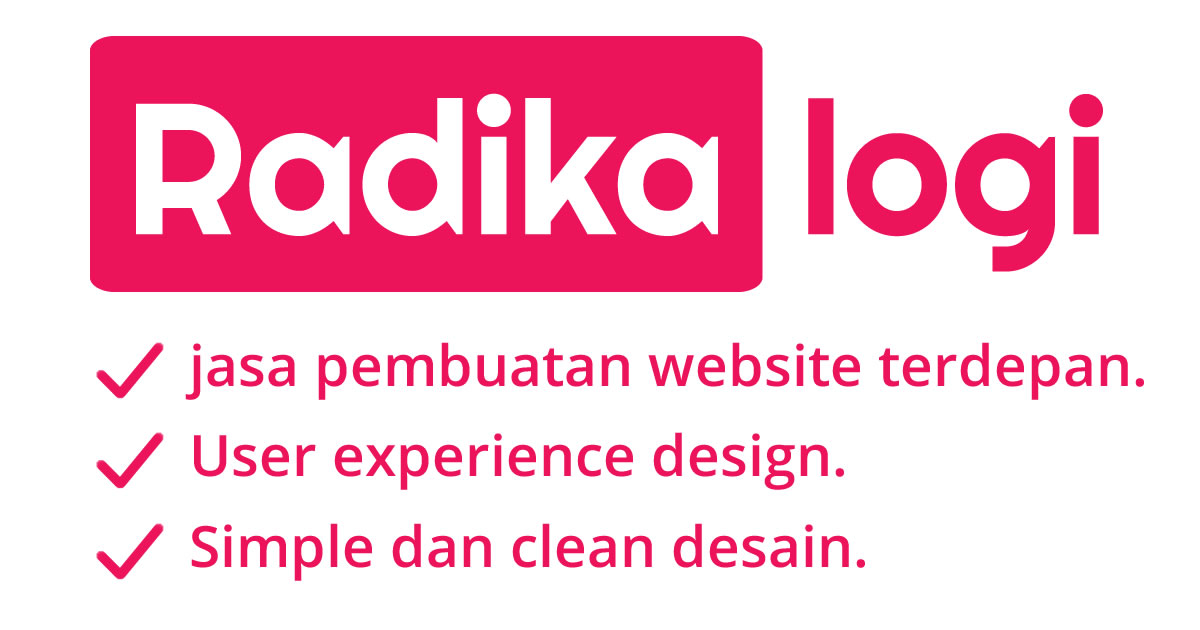 Radika logi
jasa pembuatan website terdepan.
User experience design.
Simple dan clean desain.